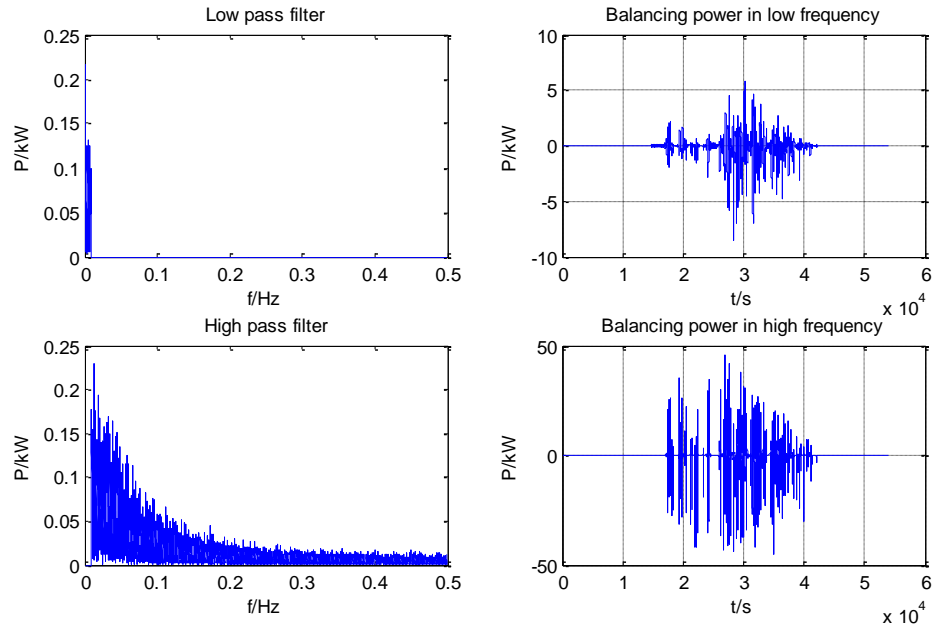 Low pass filter
0.25
0.2
0.15
0.1
0.05
0
P/kW
0 0.1 0.2 0.3 0.4 0.5
f/Hz
Balancing power in low frequency
10
5
0
-5
-10
P/kW
0 1 2 3 4 5 6
t/s
x 10^4
High pass filter
0.25
0.2
0.15
0.1
0.05
0
P/kW
0 0.1 0.2 0.3 0.4 0.5
f/Hz
Balancing power in high frequency
50
0
-50
P/kW
0 1 2 3 4 5 6
t/s
x 10^4